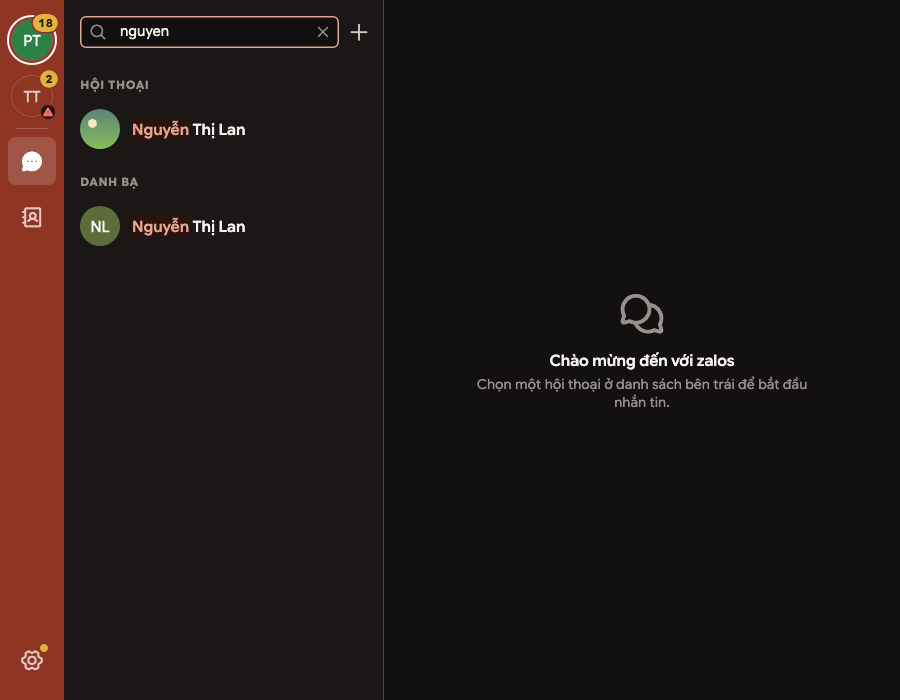 18
PT
2
TT
nguyen
HỘI THOẠI
Nguyễn Thị Lan
DANH BẠ
NL
Nguyễn Thị Lan
Chào mừng đến với zalos
Chọn một hội thoại ở danh sách bên trái để bắt đầu
nhắn tin.